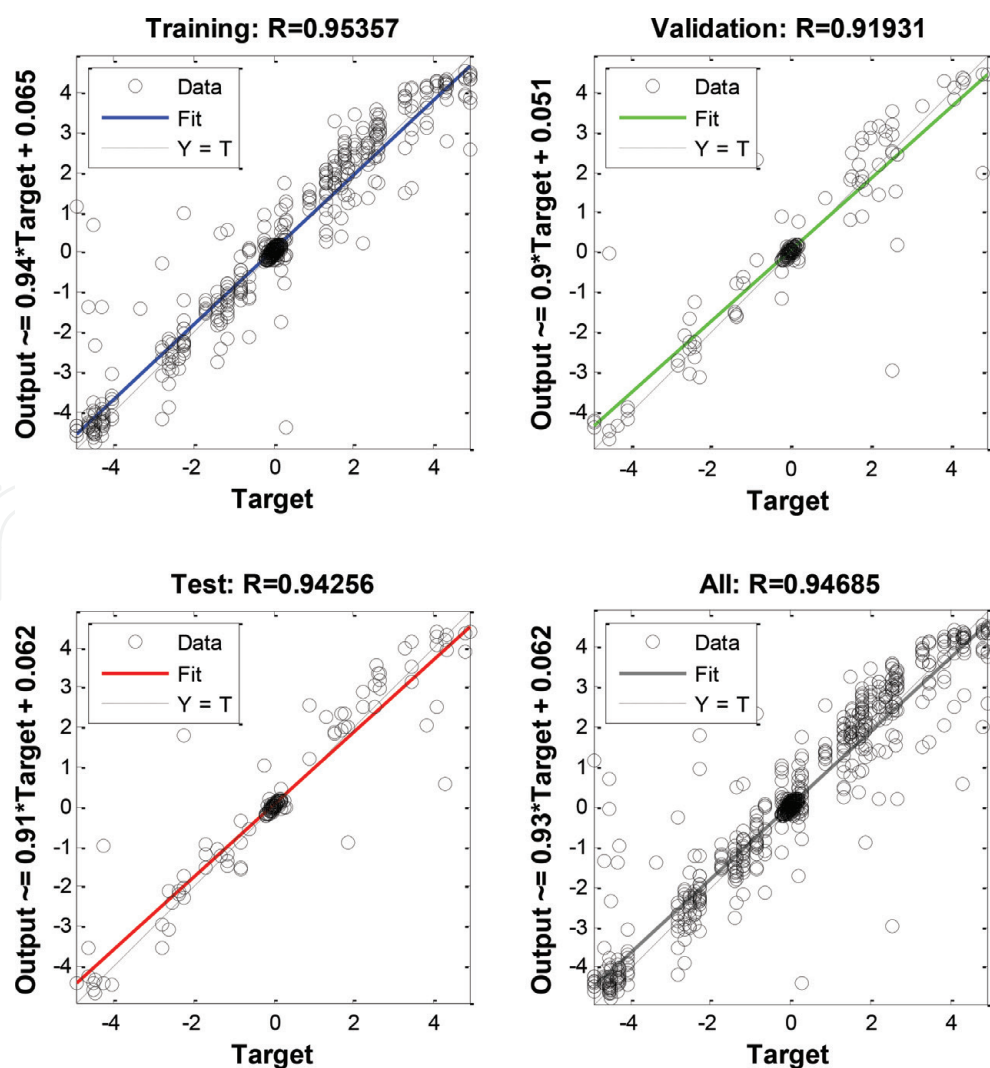 Training: R=0.95357
Output ~= 0.94*Target + 0.065
Data
Fit
Y = T
4
3
2
1
0
-1
-2
-3
-4
-4 -2 0 2 4
Target
Validation: R=0.91931
Output ~= 0.9*Target + 0.051
Data
Fit
Y = T
4
3
2
1
0
-1
-2
-3
-4
-4 -2 0 2 4
Target
Test: R=0.94256
Output ~= 0.91*Target + 0.062
Data
Fit
Y = T
4
3
2
1
0
-1
-2
-3
-4
-4 -2 0 2 4
Target
All: R=0.94685
Output ~= 0.93*Target + 0.062
Data
Fit
Y = T
4
3
2
1
0
-1
-2
-3
-4
-4 -2 0 2 4
Target